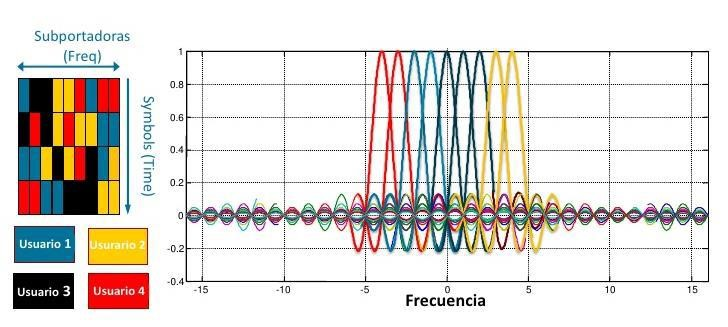 Subportadoras
(Freq)
Symbols (Time)
Usuario 1
Usurario 2
Usuario 3
Usuario 4
1
0.8
0.6
0.4
0.2
0
-0.2
-0.4
-15
-10
-5
0
5
10
15
Frecuencia